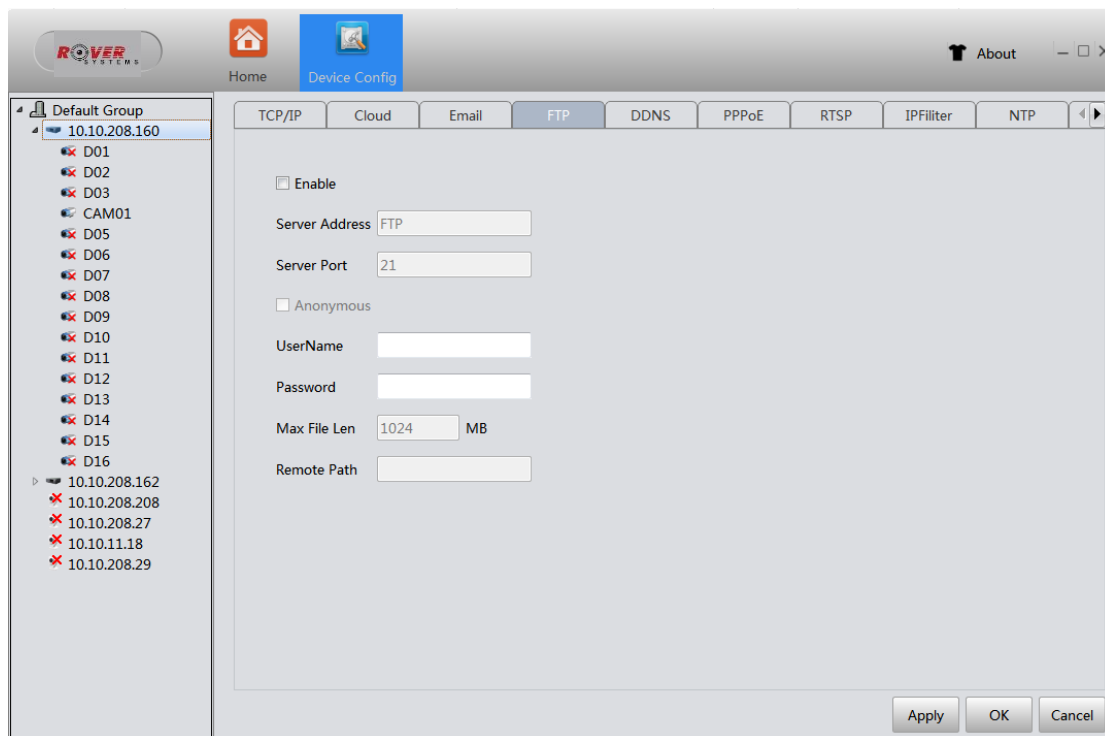 ROVER
SYSTEMS
Home
Device Config
About
Default Group
10.10.208.160
D01
D02
D03
CAM01
D05
D06
D07
D08
D09
D10
D11
D12
D13
D14
D15
D16
10.10.208.162
10.10.208.208
10.10.208.27
10.10.11.18
10.10.208.29
TCP/IP Cloud Email FTP DDNS PPPoE RTSP IPFiliter NTP
Enable
Server Address FTP
Server Port 21
Anonymous
UserName
Password
Max File Len 1024 MB
Remote Path
Apply OK Cancel